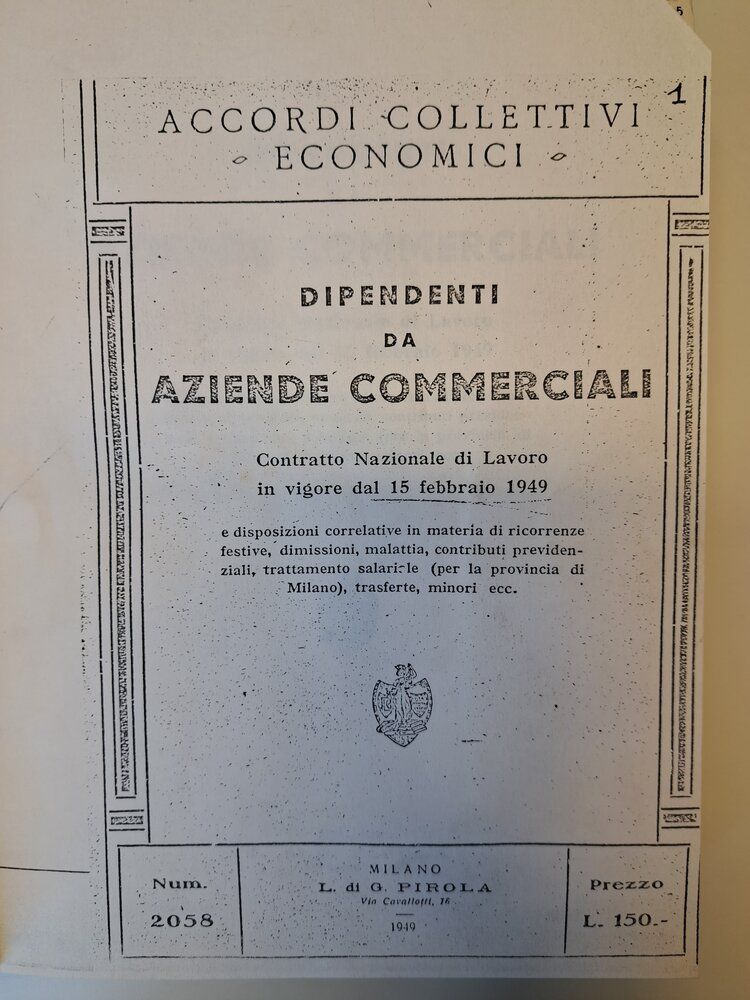 5
1
ACCORDI COLLETTIVI
ECONOMICI
DIPENDENTI
DA
AZIENDE COMMERCIALI
Contratto Nazionale di Lavoro
in vigore dal 15 febbraio 1949
e disposizioni correlative in materia di ricorrenze
festive, dimissioni, malattia, contributi previden-
ziali, trattamento salariale (per la provincia di
Milano), trasferte, minori ecc.
Num.
2058
MILANO
L. di G. PIROLA
Via Cavallotti, 16
1949
Prezzo
L. 150.-